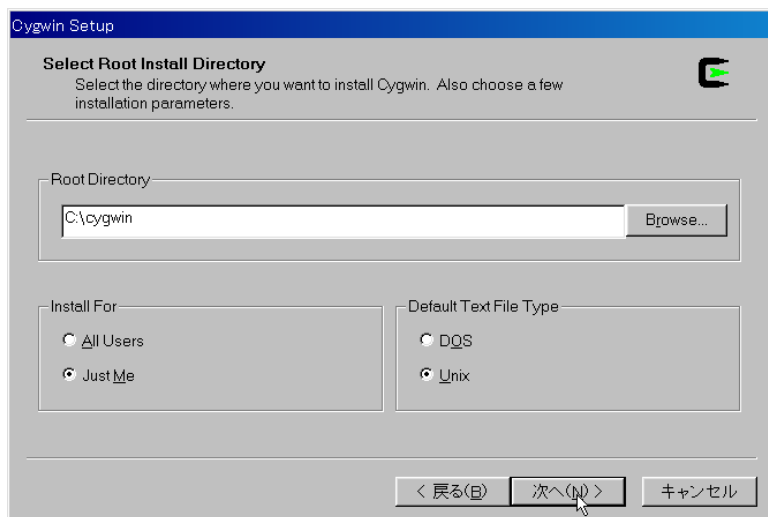 Cygwin Setup
Select Root Install Directory
Select the directory where you want to install Cygwin. Also choose a few
installation parameters.
Root Directory
C:\cygwin
Browse...
Install For
Default Text File Type
All Users
DOS
Just Me
Unix
< 戻る(B)
次へ(N) >
キャンセル